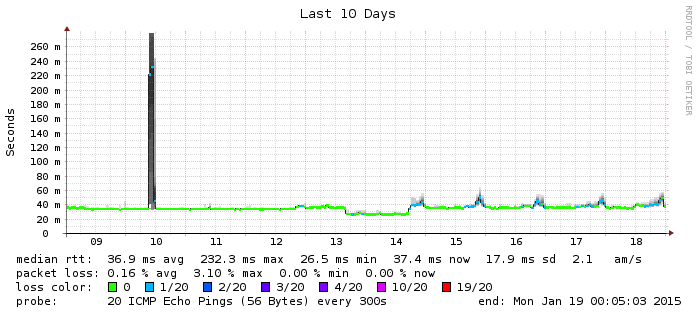 Last 10 Days
RRDTOOL / TOBI OETIKER
Seconds
260 m
240 m
220 m
200 m
180 m
160 m
140 m
120 m
100 m
80 m
60 m
40 m
20 m
0
09 10 11 12 13 14 15 16 17 18
median rtt: 36.9 ms avg 232.3 ms max 26.5 ms min 37.4 ms now 17.9 ms sd 2.1 am/s
packet loss: 0.16 % avg 3.10 % max 0.00 % min 0.00 % now
loss color: 0 1/20 2/20 3/20 4/20 10/20 19/20
probe: 20 ICMP Echo Pings (56 Bytes) every 300s end: Mon Jan 19 00:05:03 2015